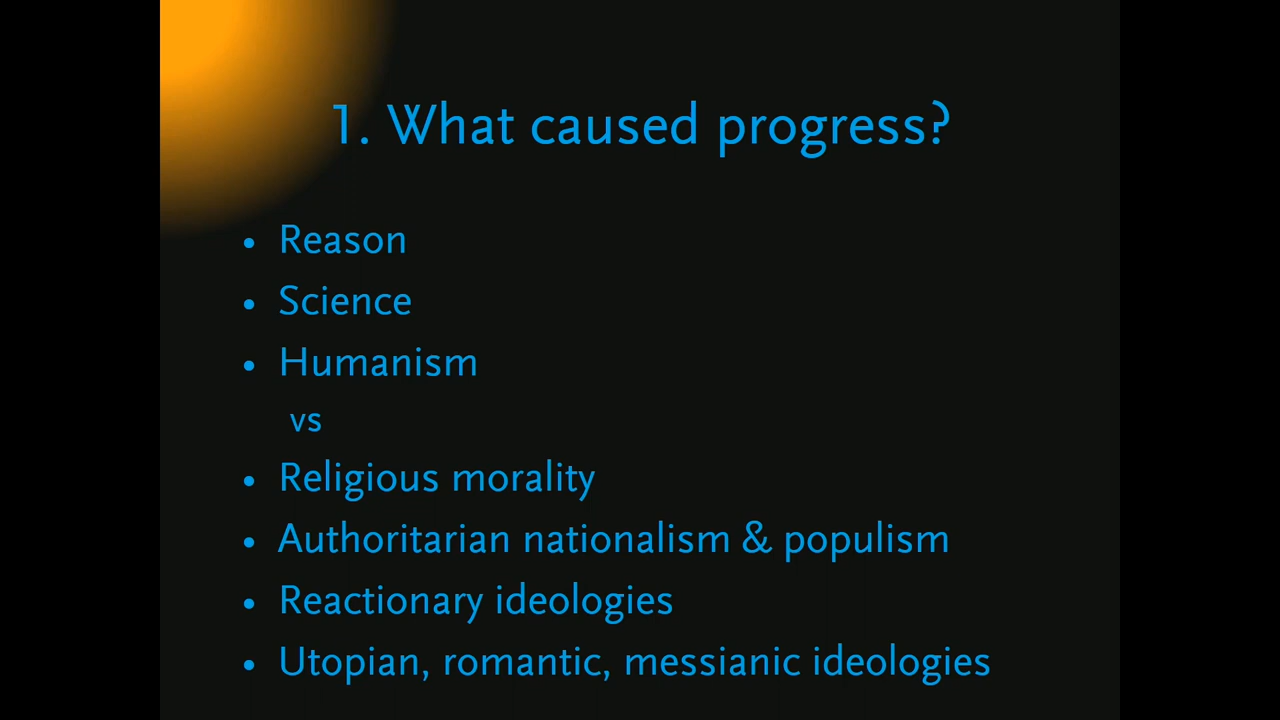 1. What caused progress?
• Reason
• Science
• Humanism
vs
• Religious morality
• Authoritarian nationalism & populism
• Reactionary ideologies
• Utopian, romantic, messianic ideologies